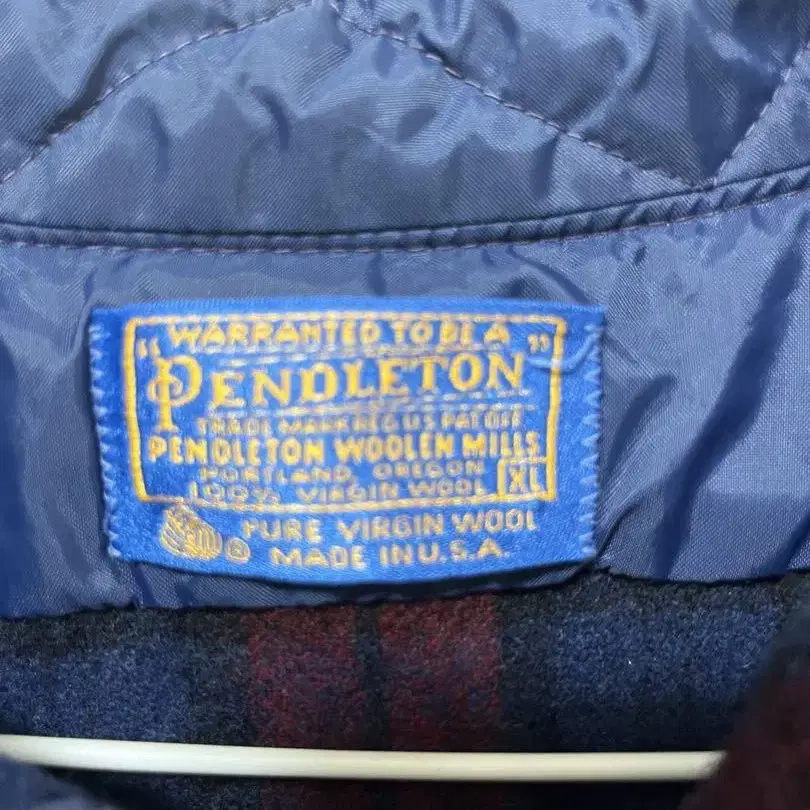 WARRANTED TO BE A
"PENDLETON"
TRADE MARK REG U.S. PAT. OFF.
PENDLETON WOOLEN MILLS
PORTLAND, OREGON
100% VIRGIN WOOL XL
PURE VIRGIN WOOL
® MADE IN U.S.A.